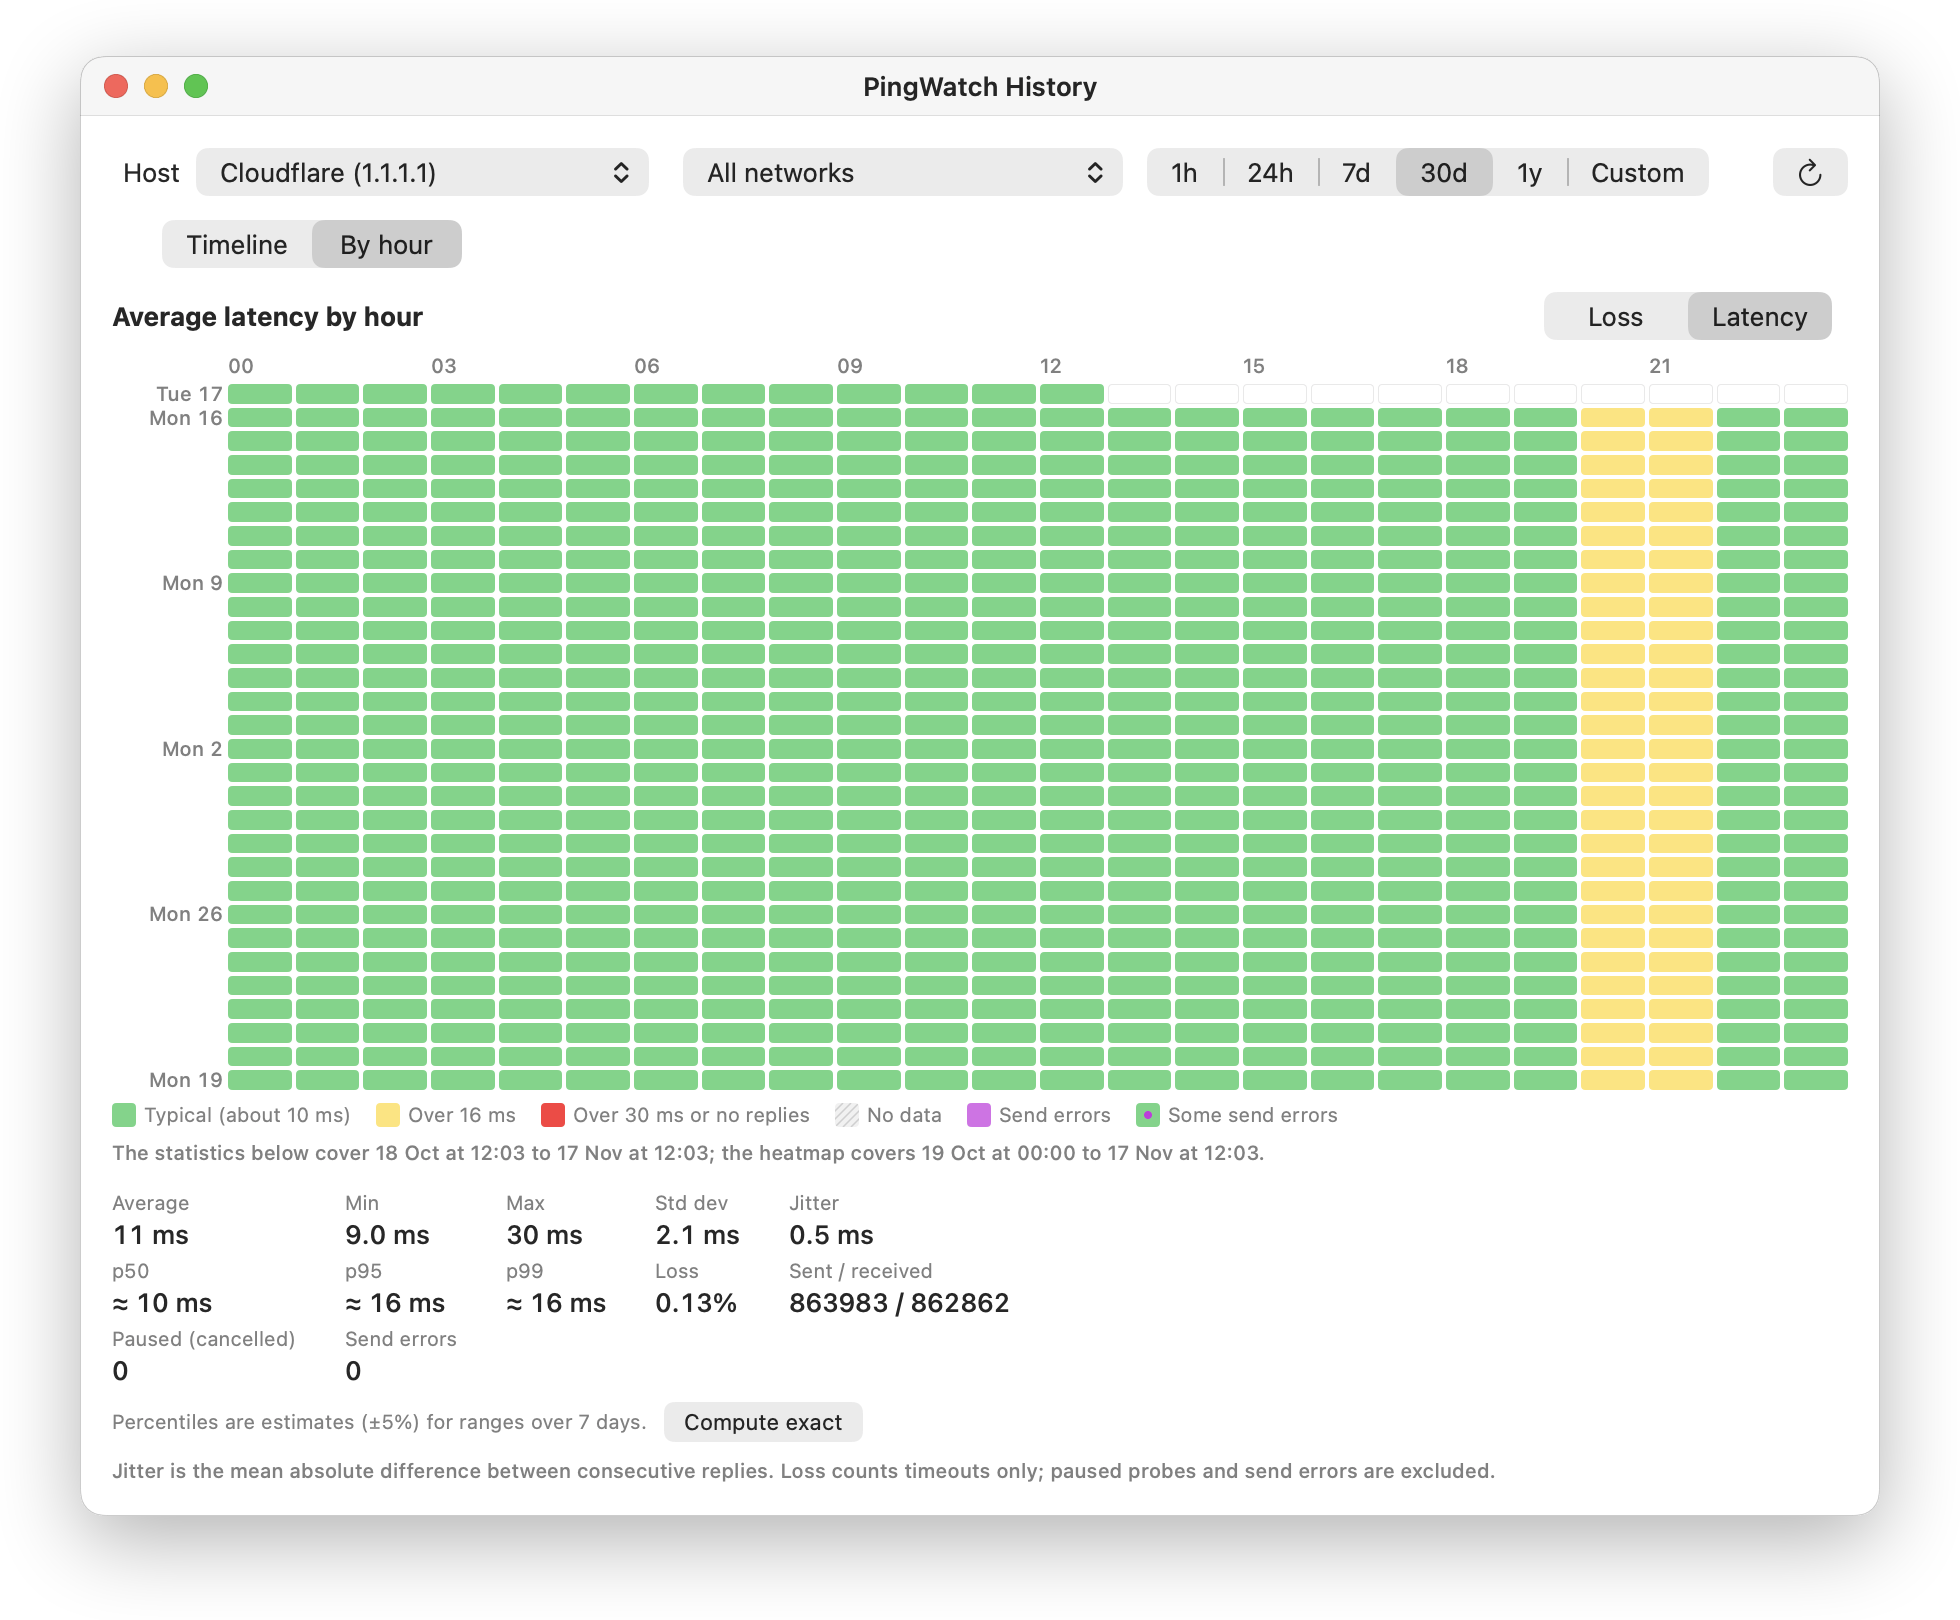 PingWatch History
Host Cloudflare (1.1.1.1) All networks 1h 24h 7d 30d 1y Custom
Timeline By hour
Average latency by hour Loss Latency
00 03 06 09 12 15 18 21
Tue 17
Mon 16
Mon 9
Mon 2
Mon 26
Mon 19
Typical (about 10 ms) Over 16 ms Over 30 ms or no replies No data Send errors Some send errors
The statistics below cover 18 Oct at 12:03 to 17 Nov at 12:03; the heatmap covers 19 Oct at 00:00 to 17 Nov at 12:03.
Average Min Max Std dev Jitter
11 ms 9.0 ms 30 ms 2.1 ms 0.5 ms
p50 p95 p99 Loss Sent / received
≈ 10 ms ≈ 16 ms ≈ 16 ms 0.13% 863983 / 862862
Paused (cancelled) Send errors
0 0
Percentiles are estimates (±5%) for ranges over 7 days. Compute exact
Jitter is the mean absolute difference between consecutive replies. Loss counts timeouts only; paused probes and send errors are excluded.